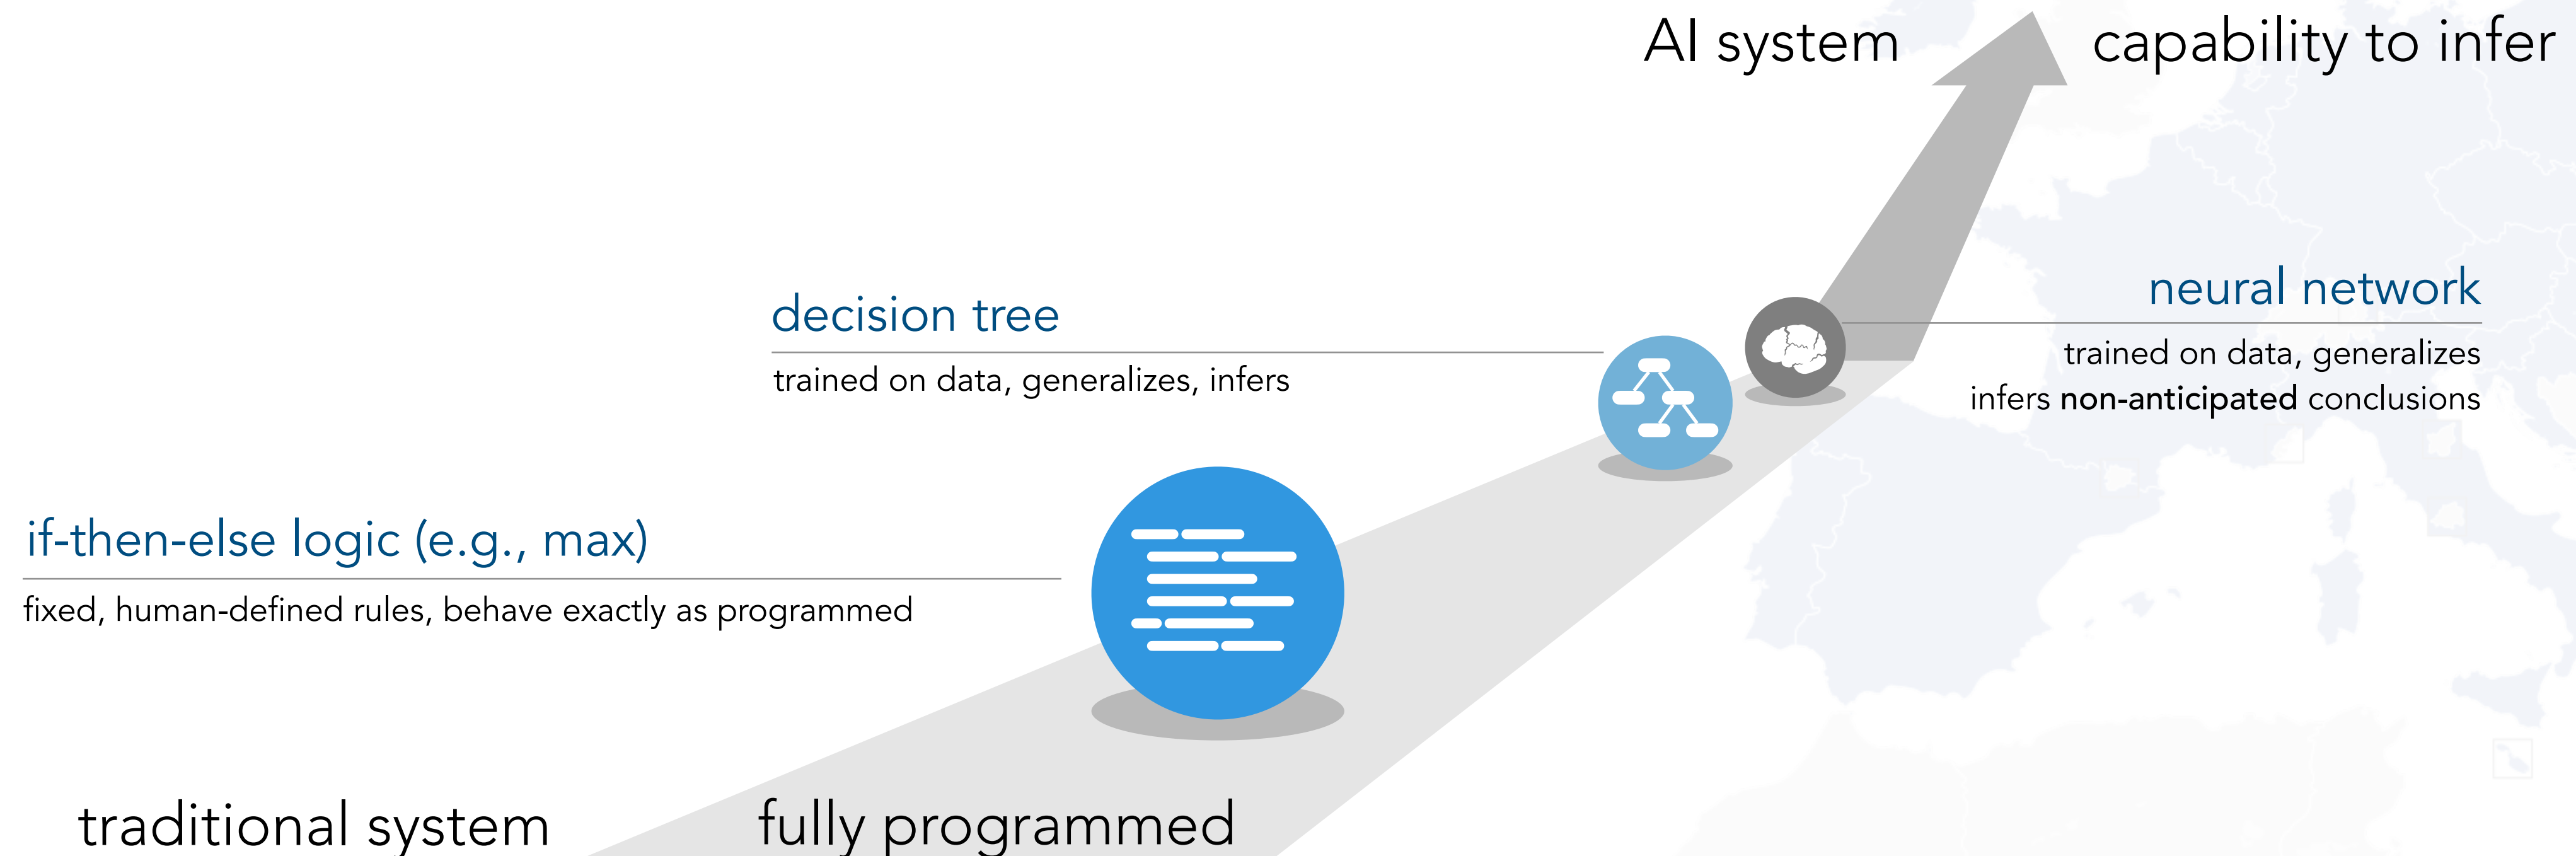 AI system
capability to infer
neural network
trained on data, generalizes
infers non-anticipated conclusions
decision tree
trained on data, generalizes, infers
if-then-else logic (e.g., max)
fixed, human-defined rules, behave exactly as programmed
traditional system
fully programmed